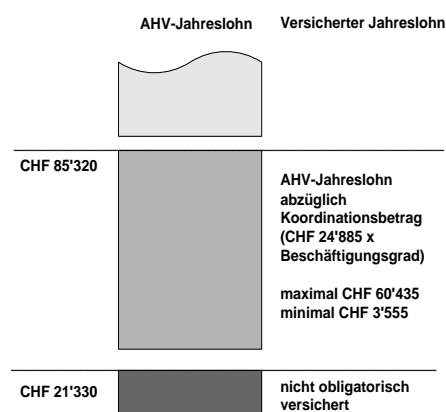 AHV-Jahreslohn Versicherter Jahreslohn
CHF 85'320
AHV-Jahreslohn
abzüglich
Koordinationsbetrag
(CHF 24'885 x
Beschäftigungsgrad)
maximal CHF 60'435
minimal CHF 3'555
CHF 21'330
nicht obligatorisch
versichert